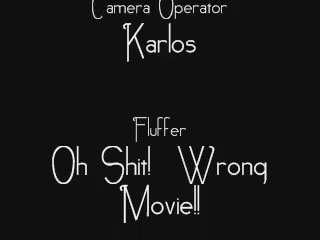 Camera Operator
Karlos
Fluffer
Oh Shit! Wrong
Movie!!